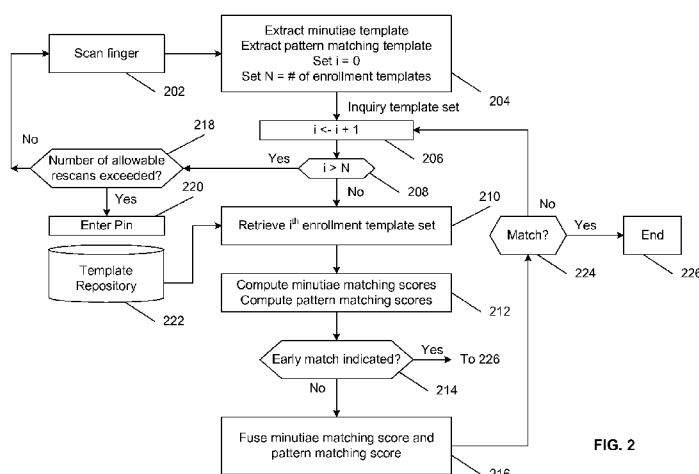 Scan finger
202
Extract minutiae template
Extract pattern matching template
Set i = 0
Set N = # of enrollment templates
204
Inquiry template set
i <- i + 1
206
No
218
Number of allowable
rescans exceeded?
Yes
i > N
208
220
Yes
Enter Pin
No
210
Retrieve ith enrollment template set
No
Match?
Yes
End
224
226
Template
Repository
222
Compute minutiae matching scores
Compute pattern matching scores
212
Early match indicated?
Yes
To 226
214
No
Fuse minutiae matching score and
pattern matching score
216
FIG. 2